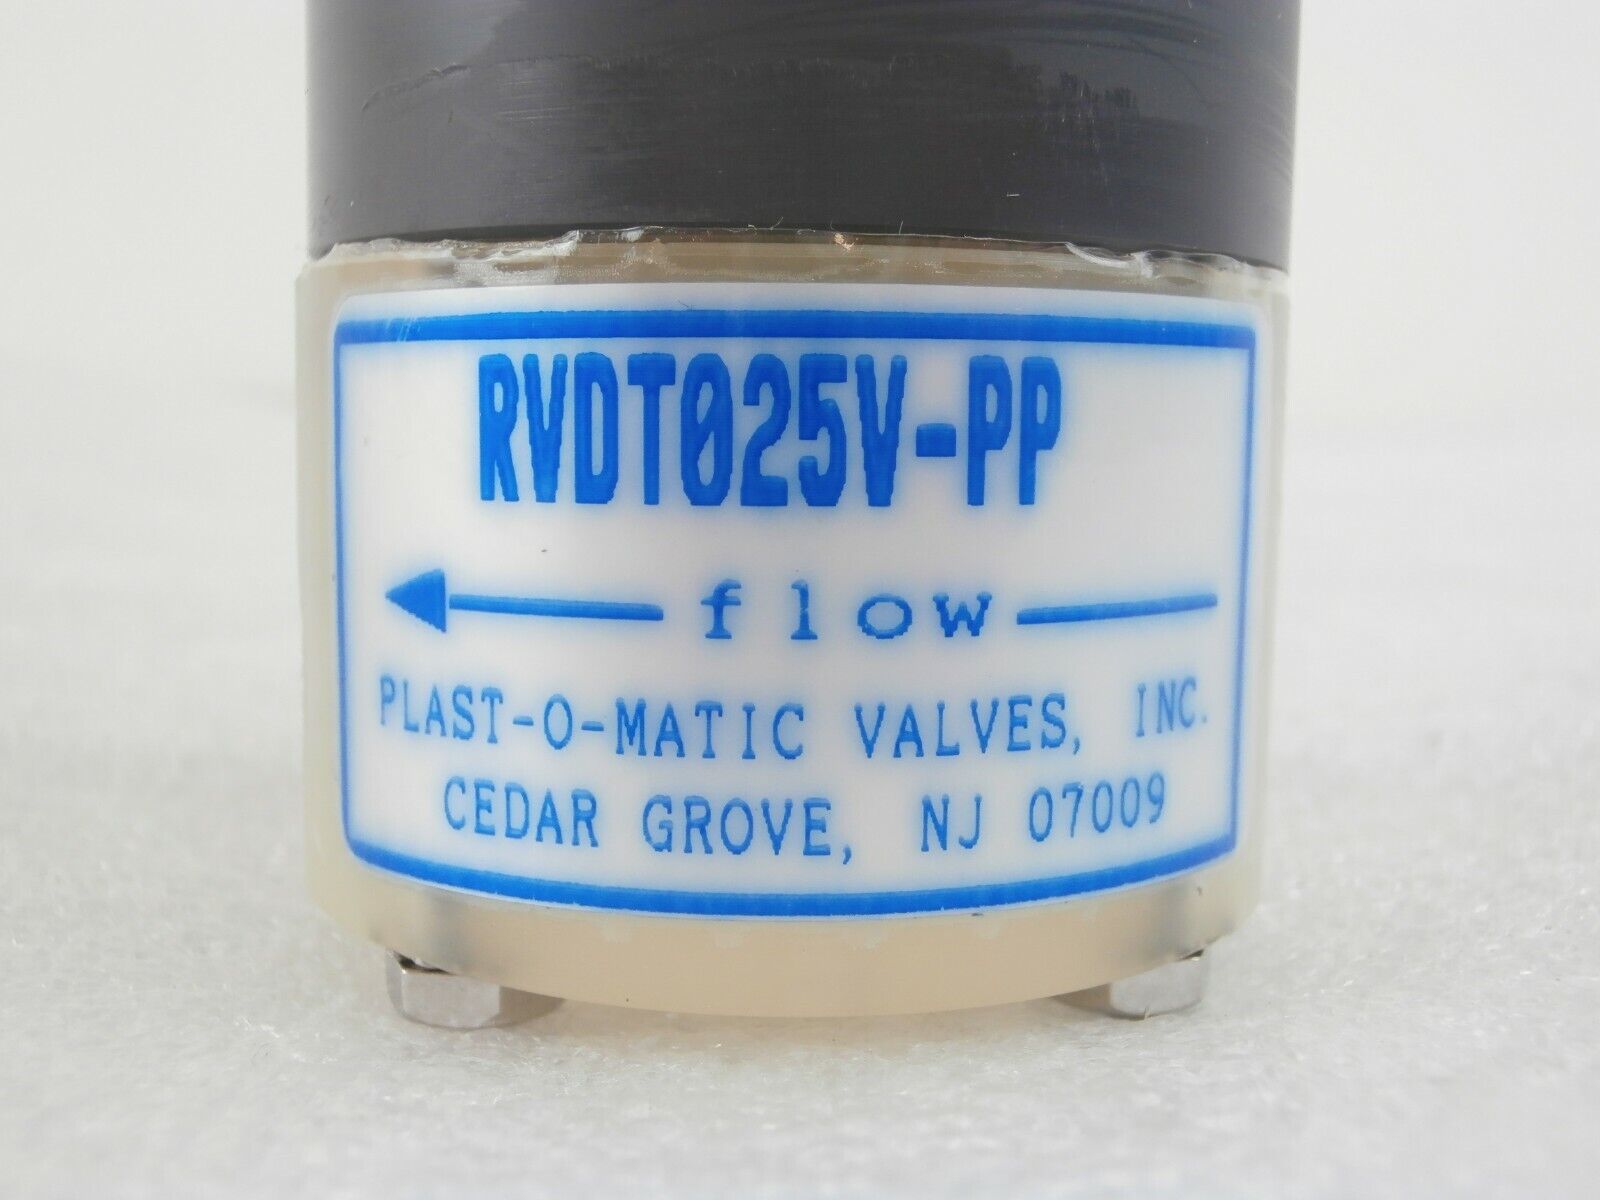 RVDT025V-PP
flow
PLAST-O-MATIC VALVES, INC.
CEDAR GROVE, NJ 07009